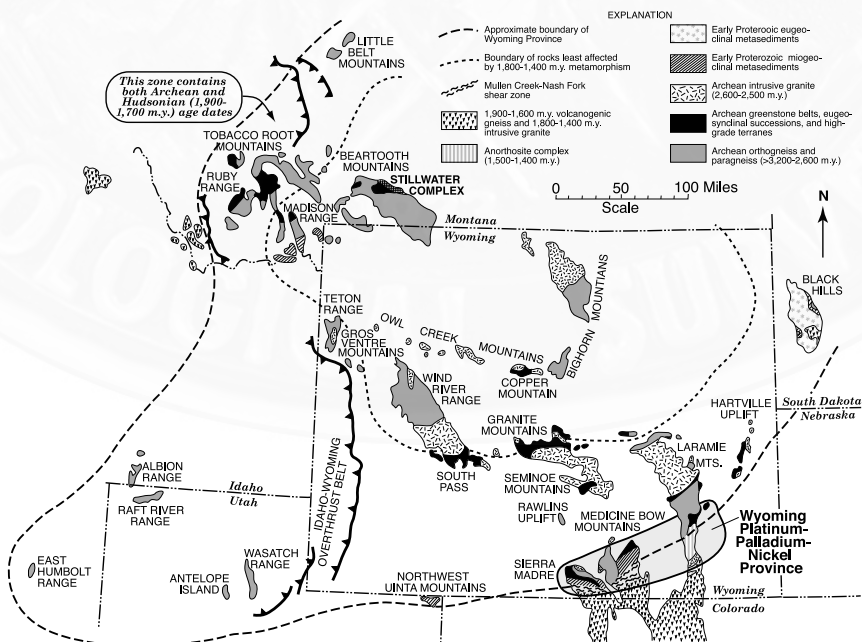 EXPLANATION
Approximate boundary of
Wyoming Province
Boundary of rocks least affected
by 1,800-1,400 m.y. metamorphism
Mullen Creek-Nash Fork
shear zone
1,900-1,600 m.y. volcanogenic
gneiss and 1,800-1,400 m.y.
intrusive granite
Anorthosite complex
(1,500-1,400 m.y.)
Early Proterooic eugeo-
clinal metasediments
Early Proterozoic miogeo-
clinal metasediments
Archean intrusive granite
(2,600-2,500 m.y.)
Archean greenstone belts, eugeo-
synclinal successions, and high-
grade terranes
Archean orthogneiss and
paragneiss (>3,200-2,600 m.y.)
0 50 100 Miles
Scale
N
LITTLE
BELT
MOUNTAINS
This zone contains
both Archean and
Hudsonian (1,900-
1,700 m.y.) age dates
TOBACCO ROOT
MOUNTAINS
BEARTOOTH
MOUNTAINS
STILLWATER
COMPLEX
RUBY
RANGE
MADISON
RANGE
Montana
Wyoming
BLACK
HILLS
BIGHORN
MOUNTIANS
TETON
RANGE
GROS
VENTRE
MOUNTAINS
OWL
CREEK
MOUNTAINS
COPPER
MOUNTAIN
WIND
RIVER
RANGE
GRANITE
MOUNTAINS
HARTVILLE
UPLIFT
South Dakota
Nebraska
LARAMIE
MTS.
SOUTH
PASS
SEMINOE
MOUNTAINS
RAWLINS
UPLIFT
MEDICINE BOW
MOUNTAINS
Wyoming
Platinum-
Palladium-
Nickel
Province
IDAHO-WYOMING
OVERTHRUST BELT
ALBION
RANGE
Idaho
Utah
RAFT RIVER
RANGE
EAST
HUMBOLT
RANGE
ANTELOPE
ISLAND
WASATCH
RANGE
NORTHWEST
UINTA MOUNTAINS
SIERRA
MADRE
Wyoming
Colorado